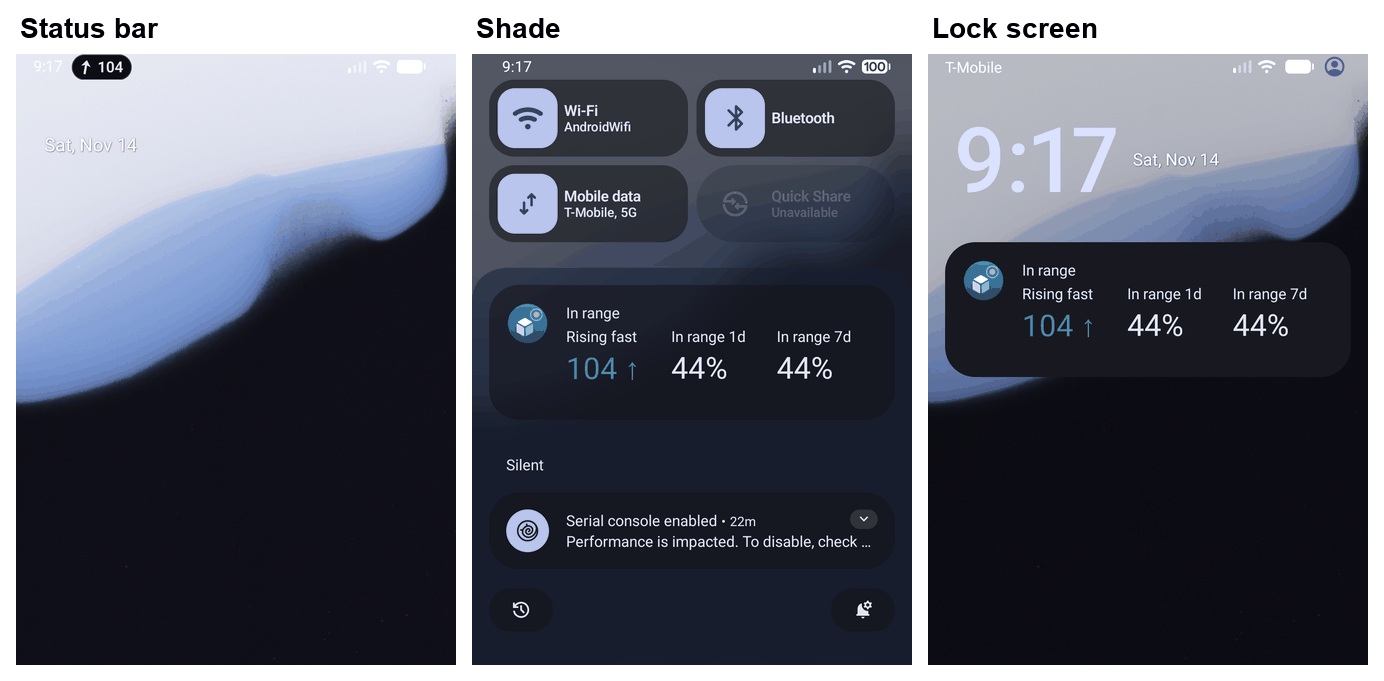 Status bar
9:17 ↑ 104
Sat, Nov 14
Shade
9:17 100
Wi-Fi
AndroidWifi
Bluetooth
Mobile data
T-Mobile, 5G
Quick Share
Unavailable
In range
Rising fast In range 1d In range 7d
104 ↑ 44% 44%
Silent
Serial console enabled • 22m
Performance is impacted. To disable, check ...
Lock screen
T-Mobile
9:17 Sat, Nov 14
In range
Rising fast In range 1d In range 7d
104 ↑ 44% 44%